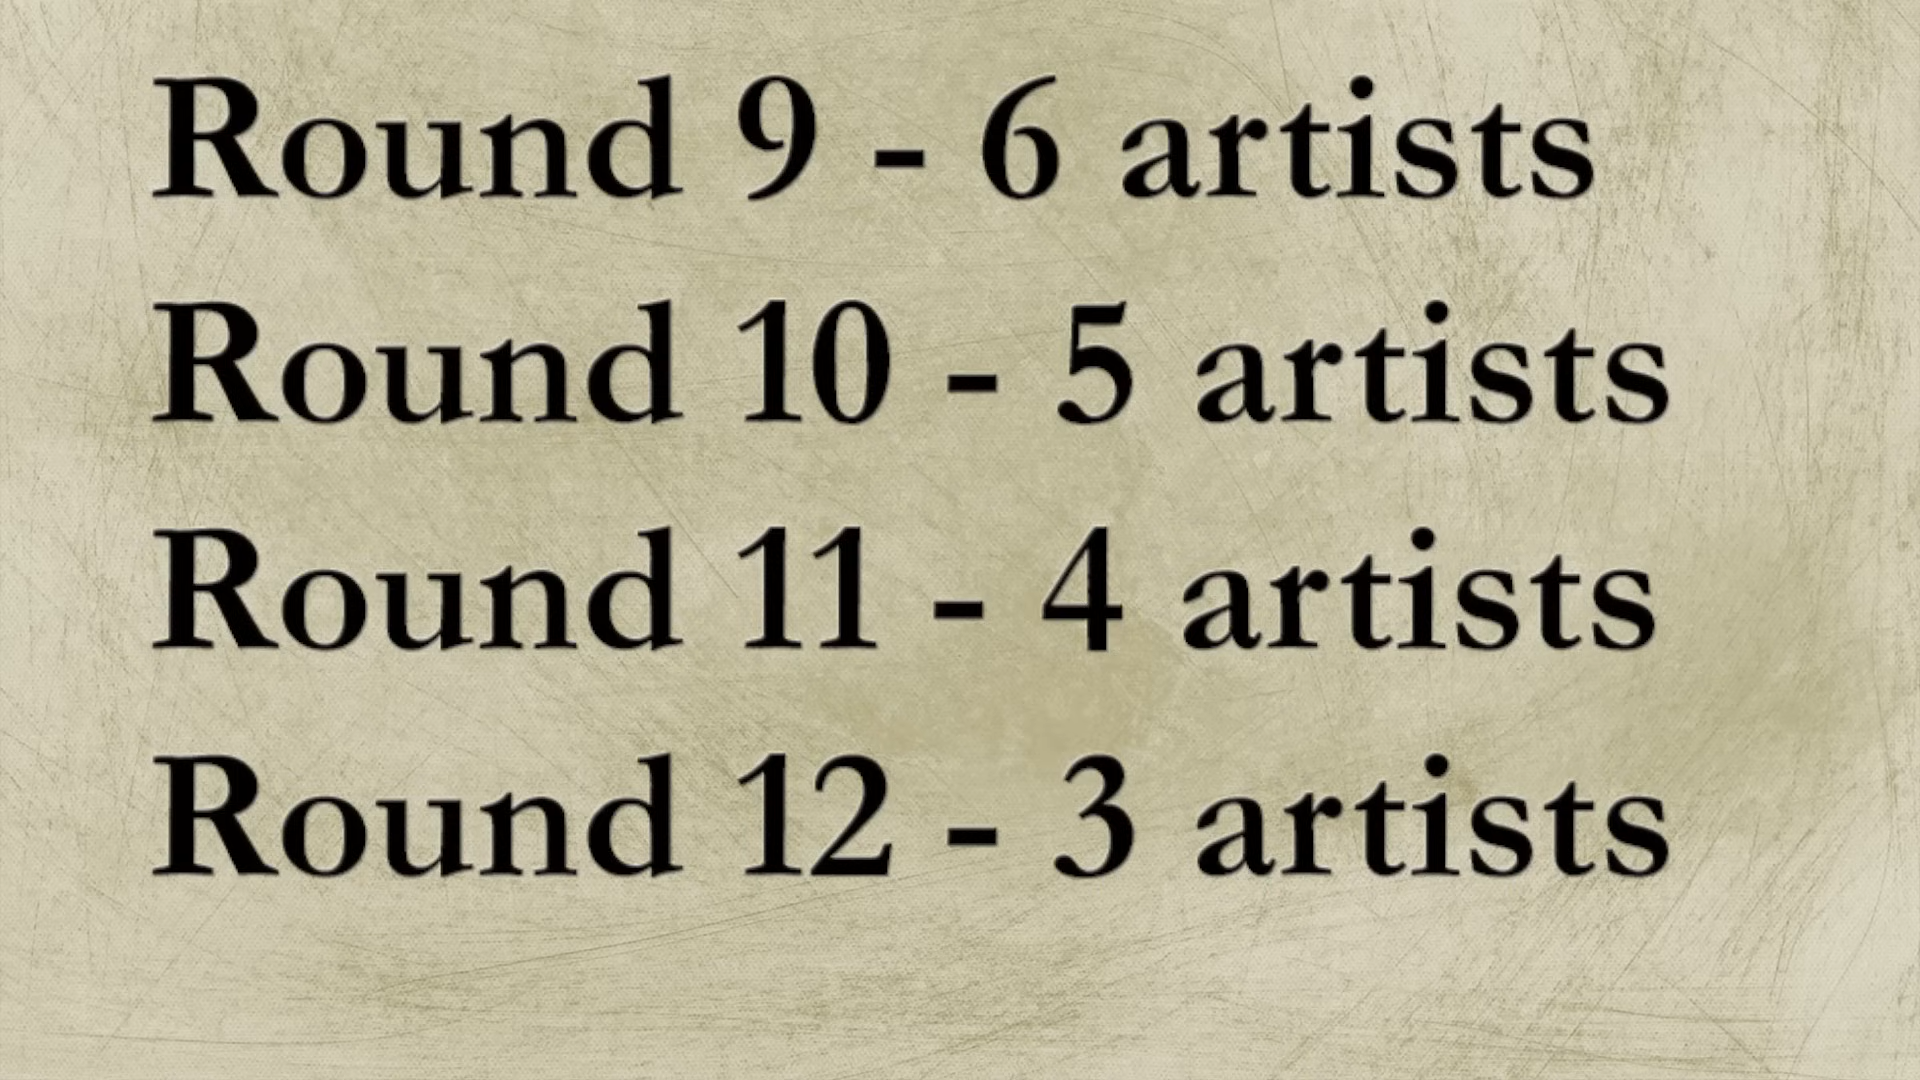 Round 9 - 6 artists
Round 10 - 5 artists
Round 11 - 4 artists
Round 12 - 3 artists